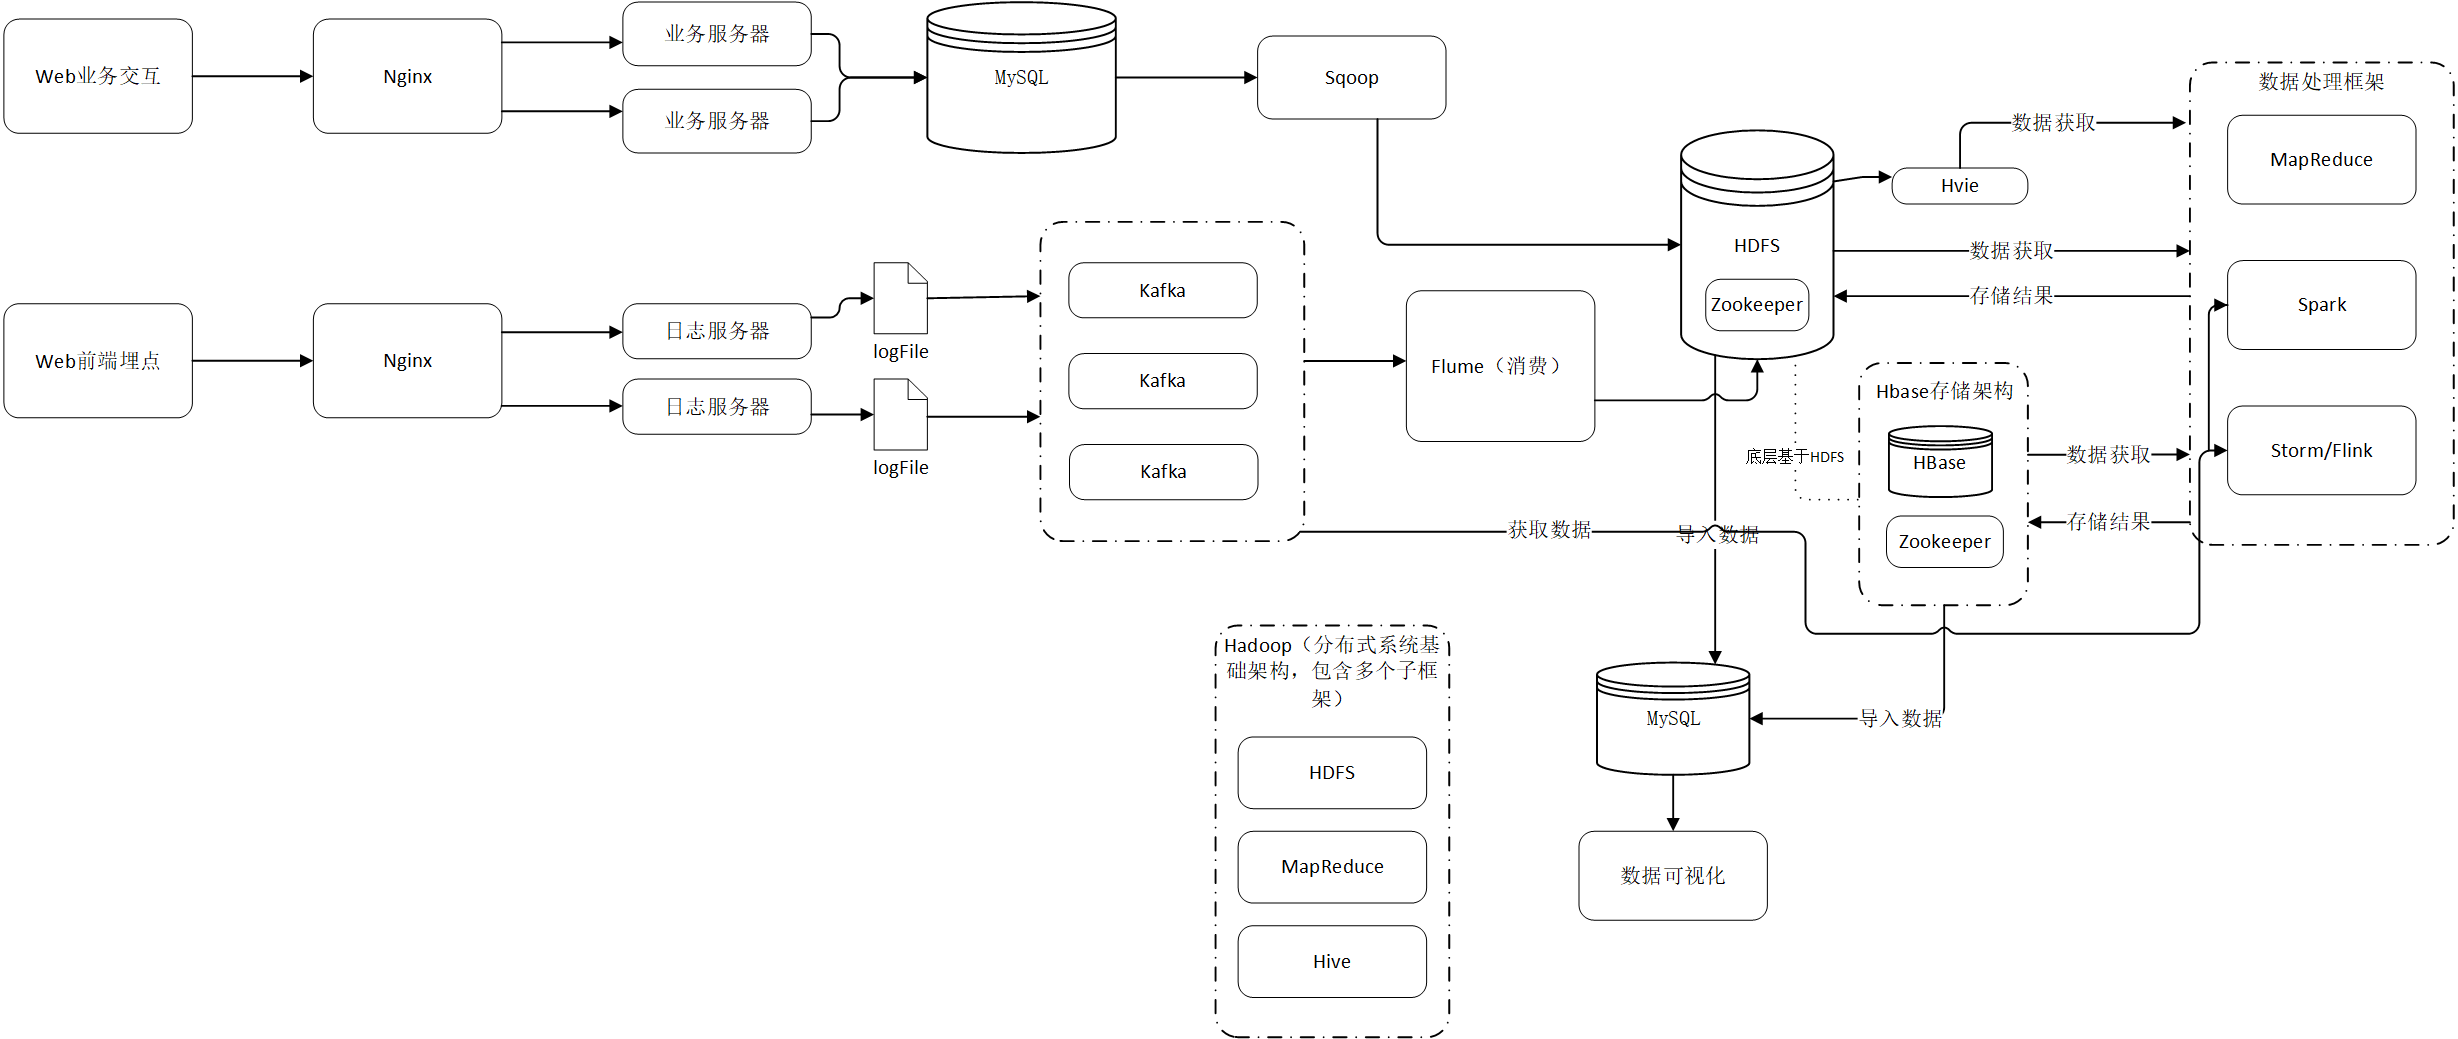 Web业务交互
Nginx
业务服务器
业务服务器
MySQL
Sqoop
Web前端埋点
Nginx
日志服务器
日志服务器
logFile
logFile
Kafka
Kafka
Kafka
Flume（消费）
HDFS
Zookeeper
Hvie
数据获取
数据获取
存储结果
数据处理框架
MapReduce
Spark
Storm/Flink
底层基于HDFS
Hbase存储架构
HBase
Zookeeper
数据获取
存储结果
获取数据
导入数据
导入数据
MySQL
数据可视化
Hadoop（分布式系统基
础架构，包含多个子框
架）
HDFS
MapReduce
Hive